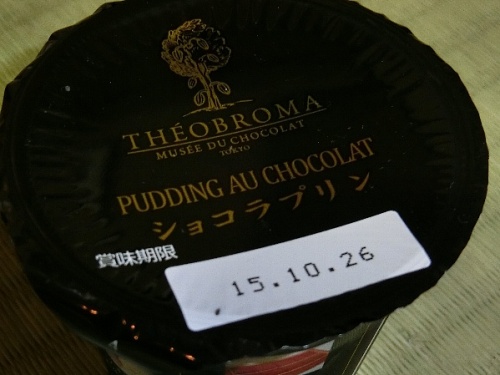 THÉOBROMA
MUSÉE DU CHOCOLAT
TOKYO
PUDDING AU CHOCOLAT
ショコラプリン
賞味期限
15.10.26